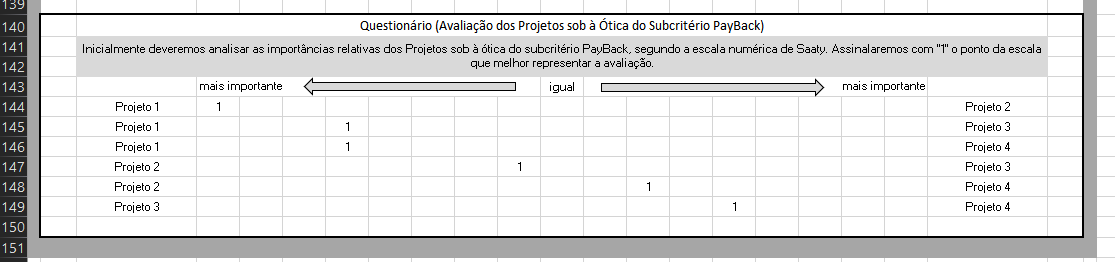 139
140 Questionário (Avaliação dos Projetos sob à Ótica do Subcritério PayBack)
141 Inicialmente deveremos analisar as importâncias relativas dos Projetos sob à ótica do subcritério PayBack, segundo a escala numérica de Saaty. Assinalaremos com "1" o ponto da escala
142 que melhor representar a avaliação.
143 mais importante igual mais importante
144 Projeto 1 1 Projeto 2
145 Projeto 1 1 Projeto 3
146 Projeto 1 1 Projeto 4
147 Projeto 2 1 Projeto 3
148 Projeto 2 1 Projeto 4
149 Projeto 3 1 Projeto 4
150
151